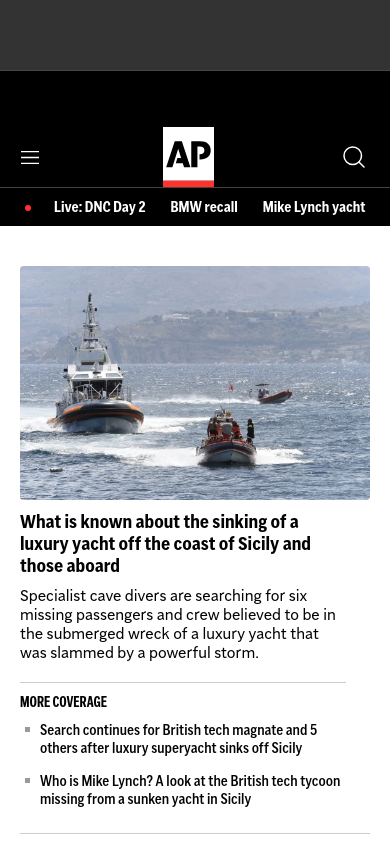 AP
Live: DNC Day 2 BMW recall Mike Lynch yacht
What is known about the sinking of a
luxury yacht off the coast of Sicily and
those aboard
Specialist cave divers are searching for six
missing passengers and crew believed to be in
the submerged wreck of a luxury yacht that
was slammed by a powerful storm.
MORE COVERAGE
Search continues for British tech magnate and 5
others after luxury superyacht sinks off Sicily
Who is Mike Lynch? A look at the British tech tycoon
missing from a sunken yacht in Sicily